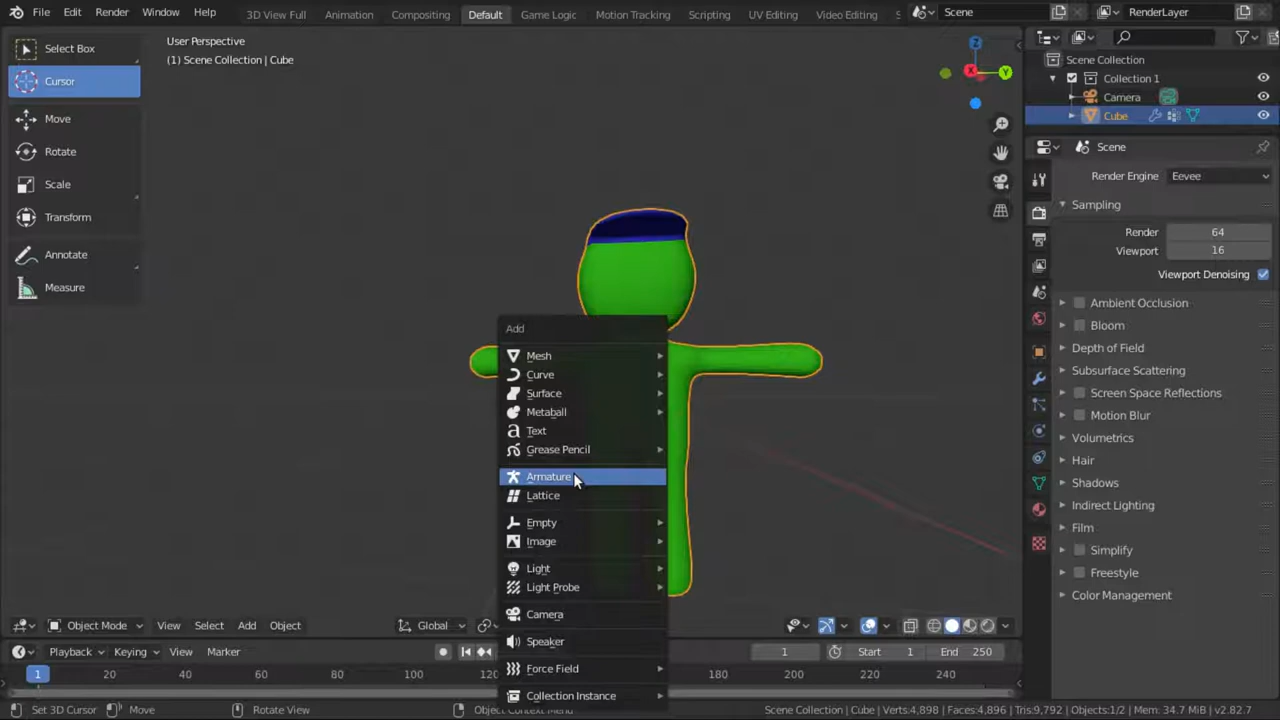 File Edit Render Window Help 3D View Full Animation Compositing Default Game Logic Motion Tracking Scripting UV Editing Video Editing S Scene RenderLayer
Select Box
Cursor
Move
Rotate
Scale
Transform
Annotate
Measure
User Perspective
(1) Scene Collection | Cube
Z
X
Y
Add
Mesh
Curve
Surface
Metaball
Text
Grease Pencil
Armature
Lattice
Empty
Image
Light
Light Probe
Camera
Speaker
Force Field
Collection Instance
Scene Collection
Collection 1
Camera
Cube
Scene
Render Engine Eevee
Sampling
Render 64
Viewport 16
Viewport Denoising
Ambient Occlusion
Bloom
Depth of Field
Subsurface Scattering
Screen Space Reflections
Motion Blur
Volumetrics
Hair
Shadows
Indirect Lighting
Film
Simplify
Freestyle
Color Management
Object Mode View Select Add Object Global
Playback Keying View Marker 1 Start 1 End 250
1 20 40 60 80 100 180 200 220 240
Set 3D Cursor Move Rotate View Object Context Menu Scene Collection | Cube | Verts:4,898 | Faces:4,896 | Tris:9,792 | Objects:1/2 | Mem: 34.7 MiB | v2.82.7